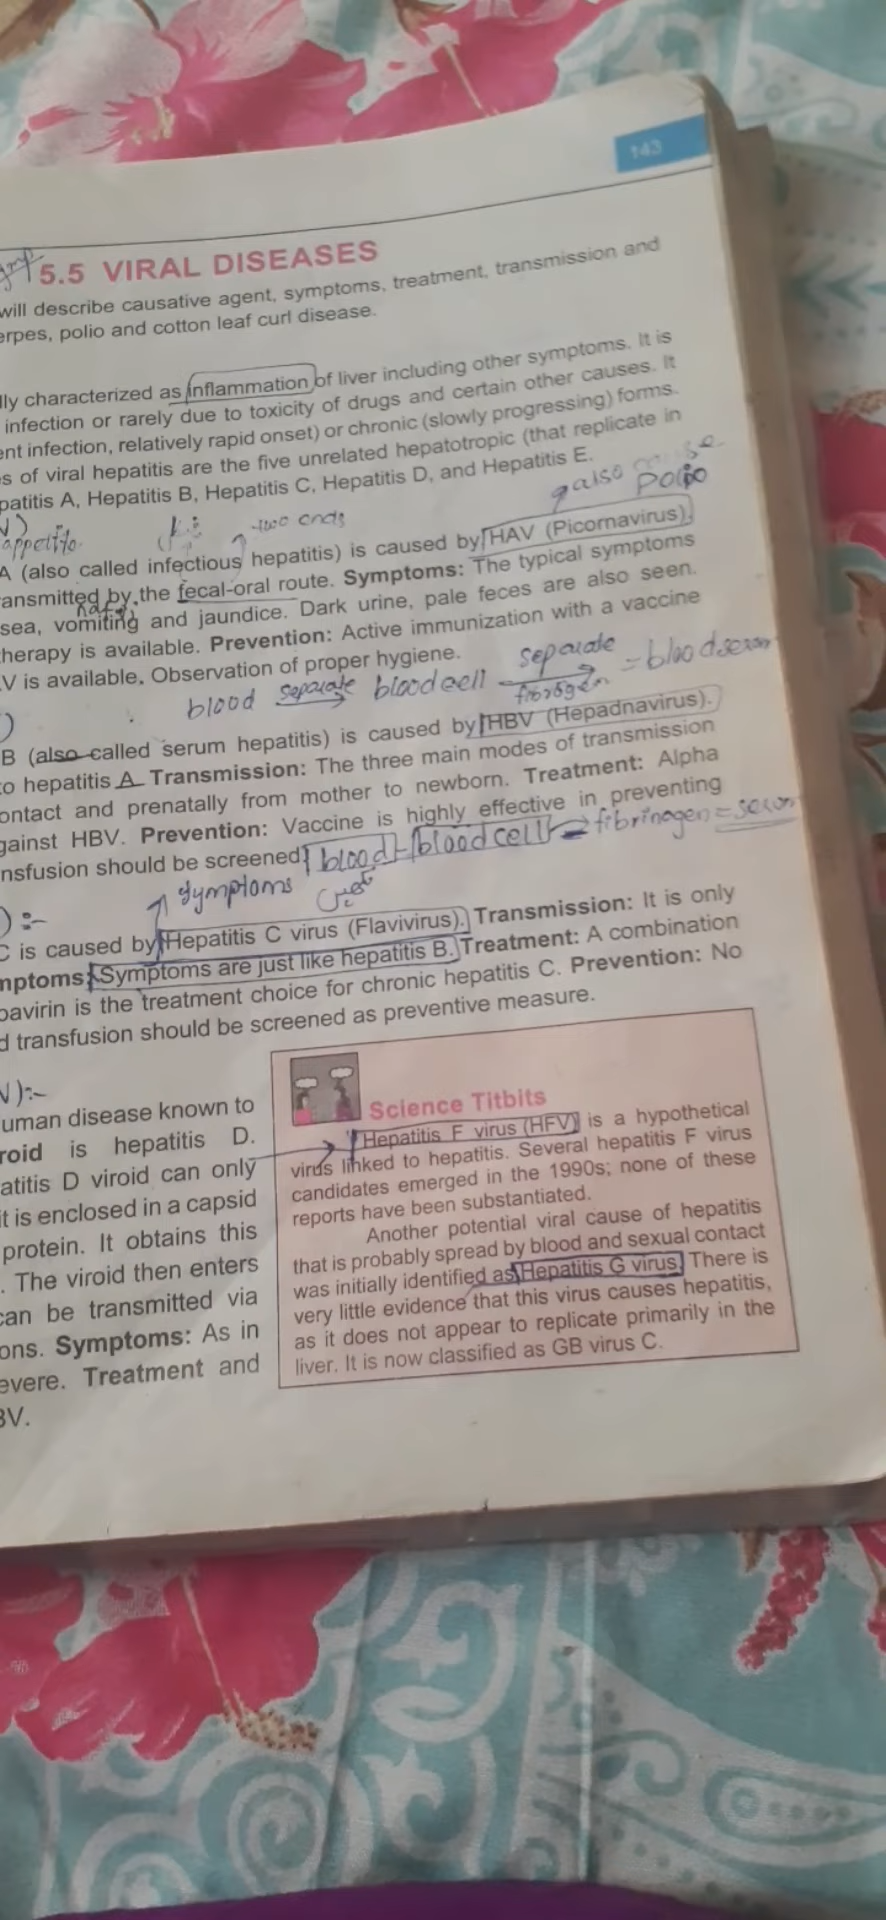 143
5.5 VIRAL DISEASES
will describe causative agent, symptoms, treatment, transmission and
erpes, polio and cotton leaf curl disease.
lly characterized as inflammation of liver including other symptoms. It is
infection or rarely due to toxicity of drugs and certain other causes. It
ent infection, relatively rapid onset) or chronic (slowly progressing) forms.
s of viral hepatitis are the five unrelated hepatotropic (that replicate in
patitis A, Hepatitis B, Hepatitis C, Hepatitis D, and Hepatitis E.
also polio
two ends
A (also called infectious hepatitis) is caused by HAV (Picornavirus).
ansmitted by the fecal-oral route. Symptoms: The typical symptoms
sea, vomiting and jaundice. Dark urine, pale feces are also seen.
therapy is available. Prevention: Active immunization with a vaccine
V is available. Observation of proper hygiene.
blood separate bloodcell separate = blood
B (also called serum hepatitis) is caused by HBV (Hepadnavirus).
to hepatitis A Transmission: The three main modes of transmission
ontact and prenatally from mother to newborn. Treatment: Alpha
gainst HBV. Prevention: Vaccine is highly effective in preventing
nsfusion should be screened. blood - bloodcell fibrinogen =
symptoms
) :-
C is caused by Hepatitis C virus (Flavivirus). Transmission: It is only
mptoms: Symptoms are just like hepatitis B. Treatment: A combination
bavirin is the treatment choice for chronic hepatitis C. Prevention: No
d transfusion should be screened as preventive measure.
V):-
uman disease known to
roid is hepatitis D.
atitis D viroid can only
it is enclosed in a capsid
protein. It obtains this
. The viroid then enters
can be transmitted via
ons. Symptoms: As in
evere. Treatment and
BV.
Science Titbits
Hepatitis F virus (HFV) is a hypothetical
virus linked to hepatitis. Several hepatitis F virus
candidates emerged in the 1990s; none of these
reports have been substantiated.
Another potential viral cause of hepatitis
that is probably spread by blood and sexual contact
was initially identified as Hepatitis G virus. There is
very little evidence that this virus causes hepatitis,
as it does not appear to replicate primarily in the
liver. It is now classified as GB virus C.